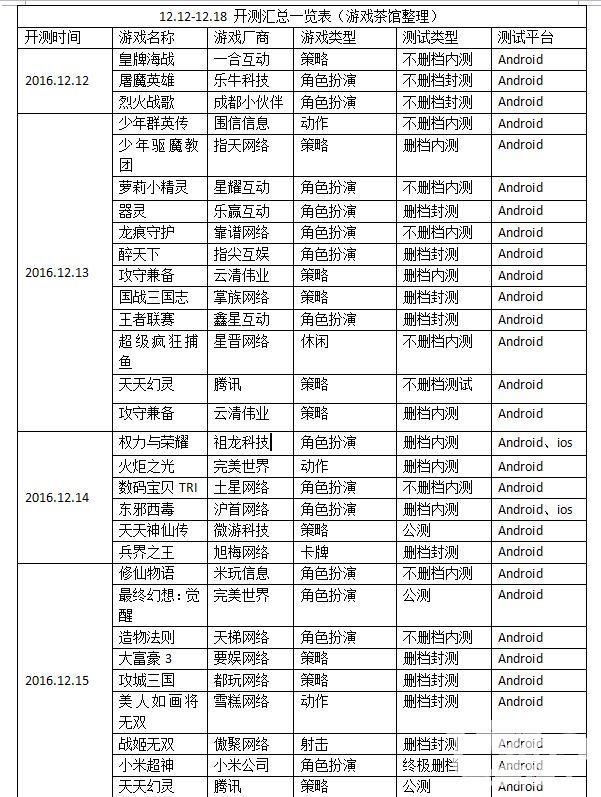 12.12-12.18 开测汇总一览表（游戏茶馆整理）
开测时间 游戏名称 游戏厂商 游戏类型 测试类型 测试平台
2016.12.12
皇牌海战 一合互动 策略 不删档内测 Android
屠魔英雄 乐牛科技 角色扮演 不删档封测 Android
烈火战歌 成都小伙伴 角色扮演 不删档封测 Android
2016.12.13
少年群英传 围信信息 动作 不删档内测 Android
少年驱魔教团 指天网络 策略 删档内测 Android
萝莉小精灵 星耀互动 角色扮演 不删档内测 Android
器灵 乐赢互动 角色扮演 删档封测 Android
龙痕守护 靠谱网络 角色扮演 不删档内测 Android
醉天下 指尖互娱 角色扮演 删档封测 Android
攻守兼备 云清伟业 策略 删档内测 Android
国战三国志 掌族网络 策略 删档封测 Android
王者联赛 鑫星互动 角色扮演 删档封测 Android
超级疯狂捕鱼 星晋网络 休闲 不删档内测 Android
天天幻灵 腾讯 策略 不删档测试 Android
攻守兼备 云清伟业 策略 删档内测 Android
2016.12.14
权力与荣耀 祖龙科技 角色扮演 删档内测 Android、ios
火炬之光 完美世界 动作 删档内测 Android
数码宝贝 TRI 土星网络 角色扮演 不删档内测 Android
东邪西毒 沪首网络 角色扮演 删档内测 Android、ios
天天神仙传 微游科技 策略 公测 Android
兵界之王 旭梅网络 卡牌 删档封测 Android
2016.12.15
修仙物语 米玩信息 角色扮演 不删档内测 Android
最终幻想：觉醒 完美世界 角色扮演 公测 Android
造物法则 天梯网络 角色扮演 不删档内测 Android
大富豪 3 要娱网络 策略 删档封测 Android
攻城三国 都玩网络 策略 删档封测 Android
美人如画将无双 雪糕网络 动作 删档内测 Android
战姬无双 傲聚网络 射击 删档封测 Android
小米超神 小米公司 角色扮演 终极删档 Android
天天幻灵 腾讯 策略 公测 Android